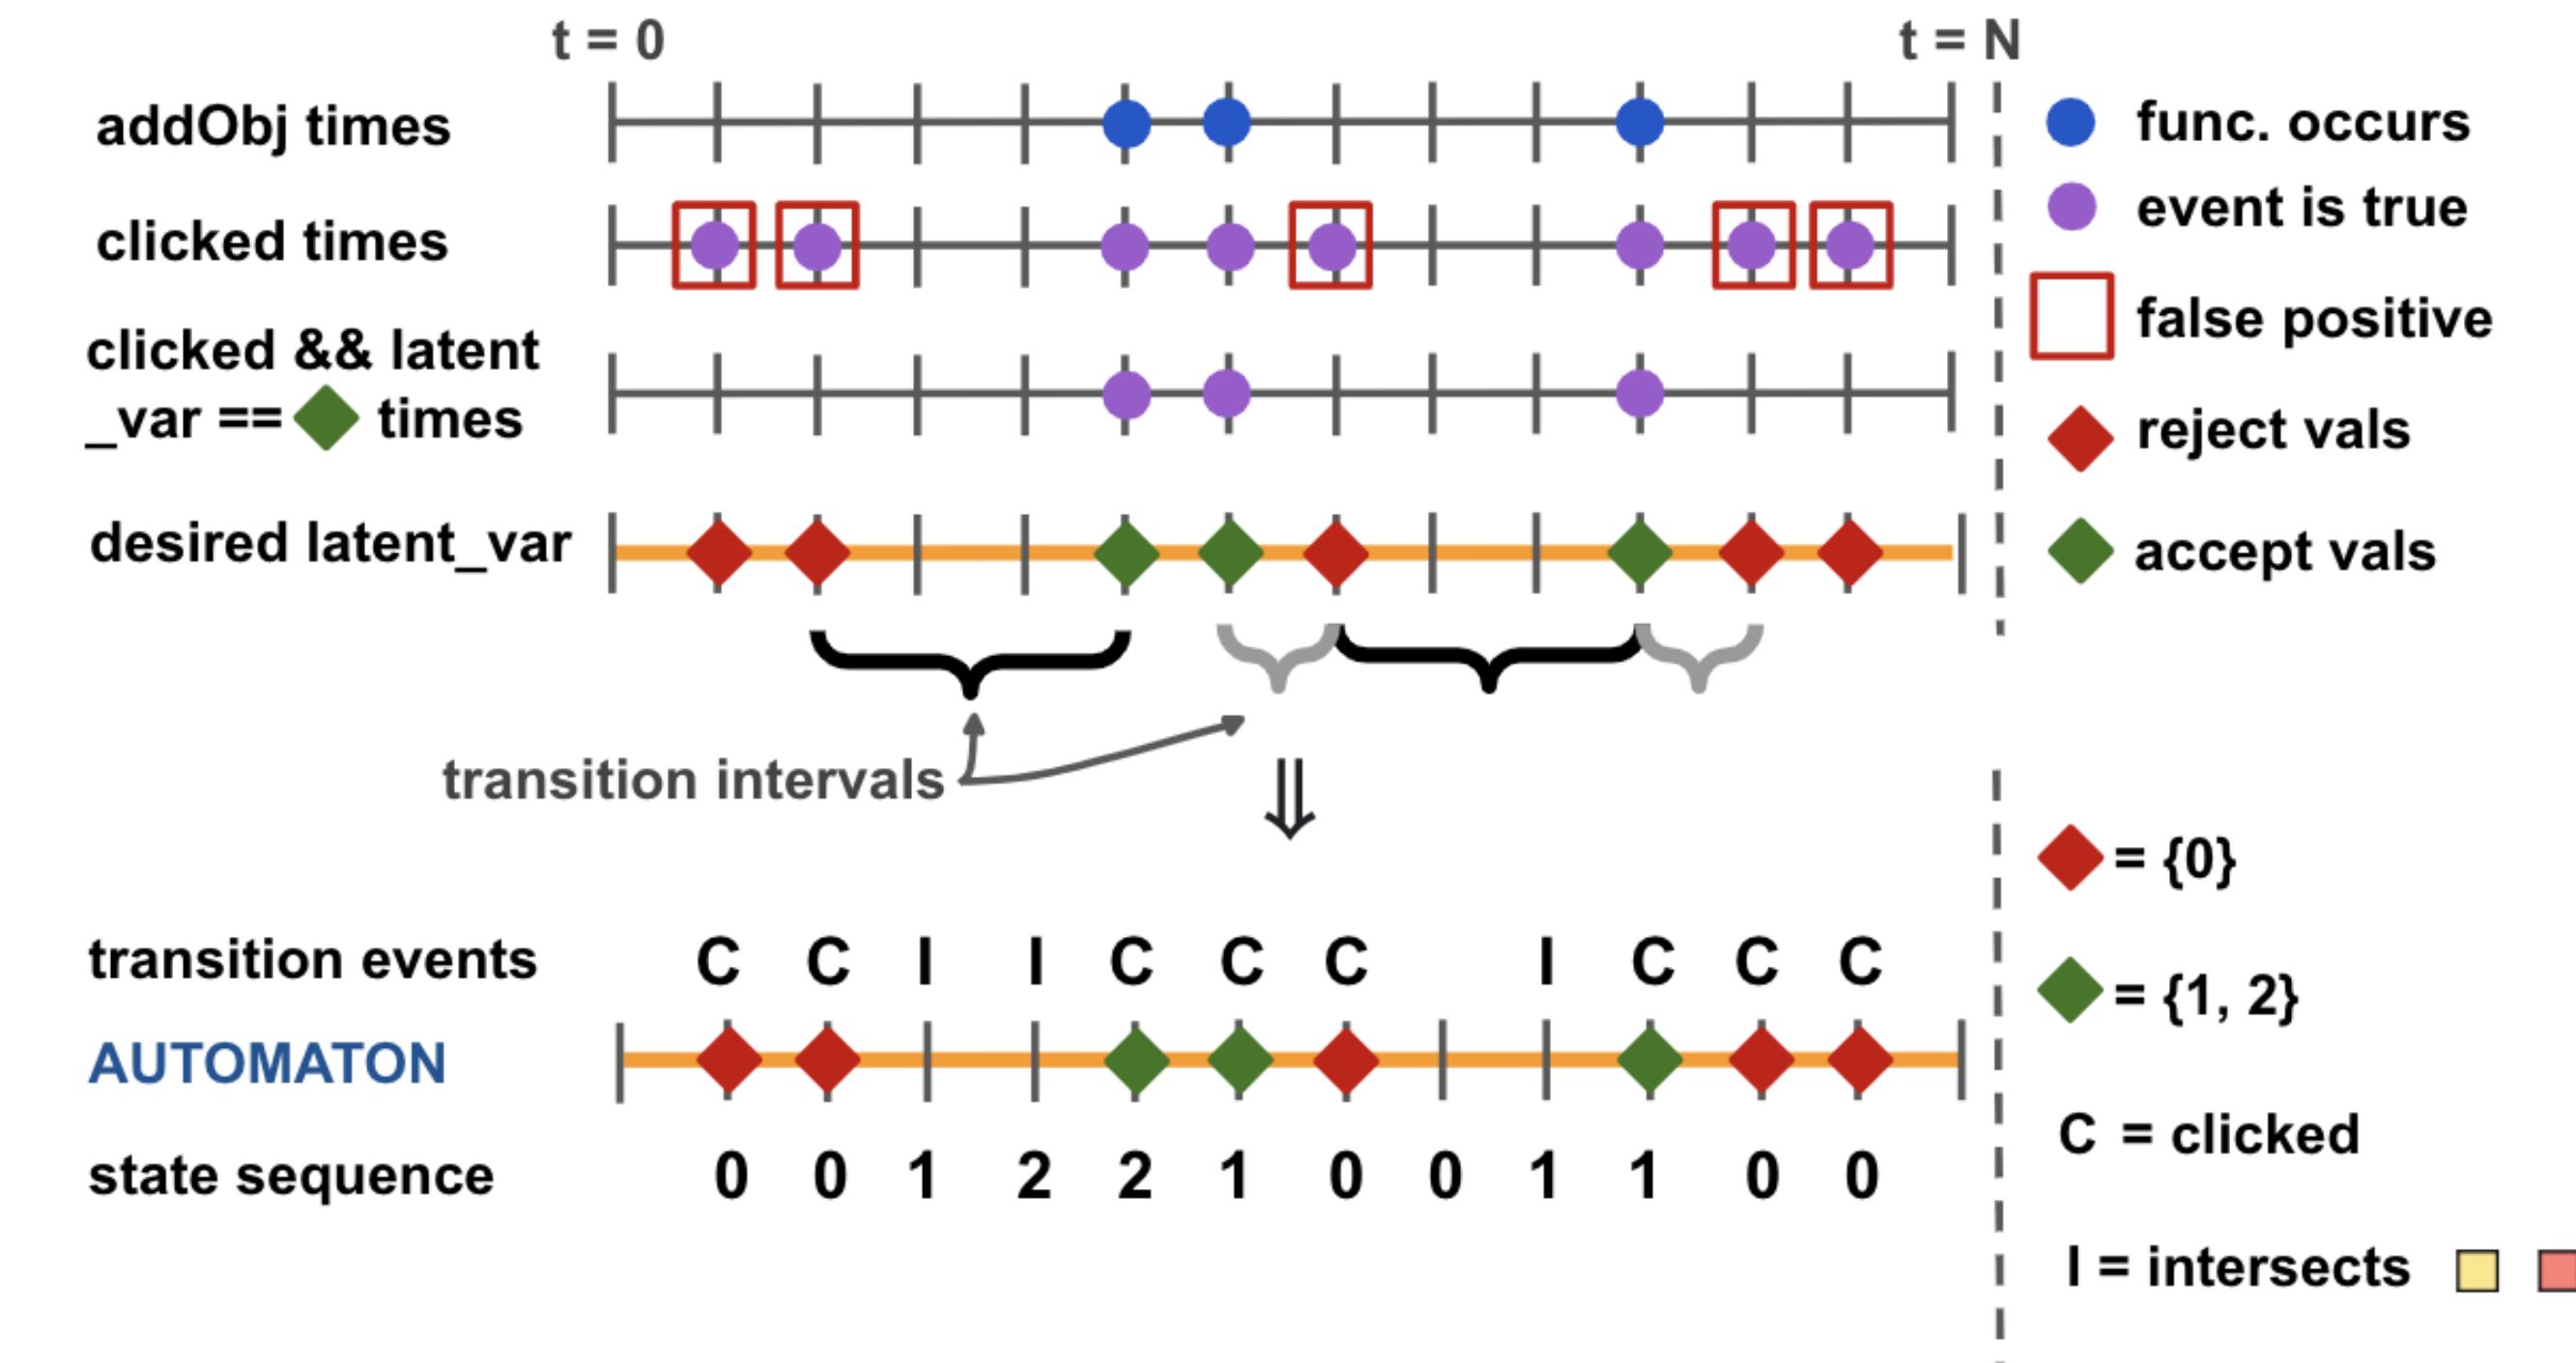 t = 0
t = N
addObj times
func. occurs
clicked times
event is true
false positive
clicked && latent
_var == times
reject vals
desired latent_var
accept vals
transition intervals
⇓
= {0}
transition events
C C I I C C C I C C C
= {1, 2}
AUTOMATON
C = clicked
state sequence
0 0 1 2 2 1 0 0 1 1 0 0
I = intersects